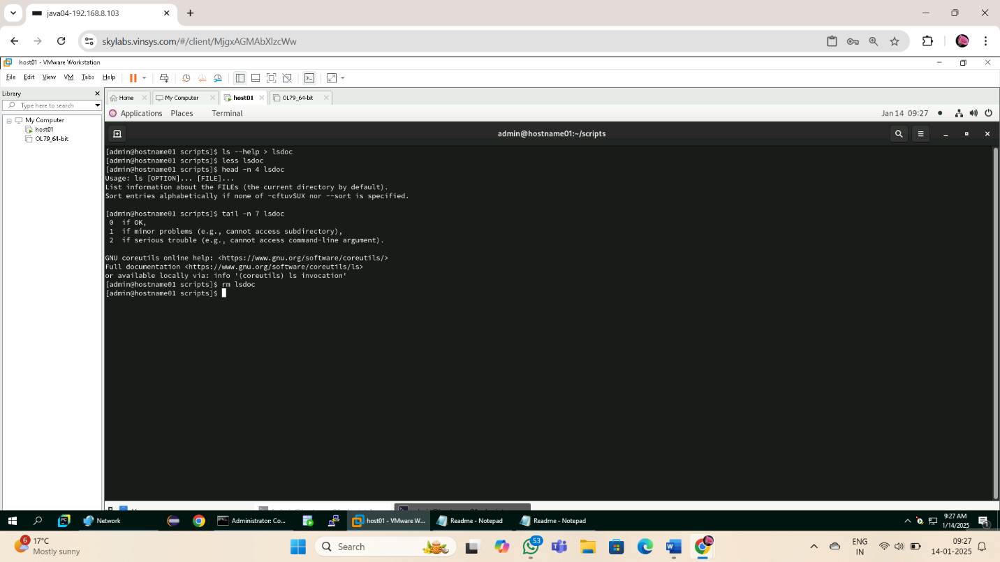 java04-192.168.8.103
skylabs.vinsys.com/#/client/MjgxAGMAbXlzcWw
host01 - VMware Workstation
File Edit View VM Tabs Help
Library
Type here to search
My Computer
host01
OL79_64-bit
Home My Computer host01 OL79_64-bit
Applications Places Terminal Jan 14 09:27
admin@hostname01:~/scripts
[admin@hostname01 scripts]$ ls --help > lsdoc
[admin@hostname01 scripts]$ less lsdoc
[admin@hostname01 scripts]$ head -n 4 lsdoc
Usage: ls [OPTION]... [FILE]...
List information about the FILEs (the current directory by default).
Sort entries alphabetically if none of -cftuvSUX nor --sort is specified.
[admin@hostname01 scripts]$ tail -n 7 lsdoc
0 if OK,
1 if minor problems (e.g., cannot access subdirectory),
2 if serious trouble (e.g., cannot access command-line argument).
GNU coreutils online help: <https://www.gnu.org/software/coreutils/>
Full documentation <https://www.gnu.org/software/coreutils/ls>
or available locally via: info '(coreutils) ls invocation'
[admin@hostname01 scripts]$ rm lsdoc
[admin@hostname01 scripts]$
PC Network Administrator: Co... host01 - VMware W... Readme - Notepad Readme - Notepad 9:27 AM
1/14/2025 1
6 17°C
Mostly sunny
Search
53
ENG
IN
09:27
14-01-2025